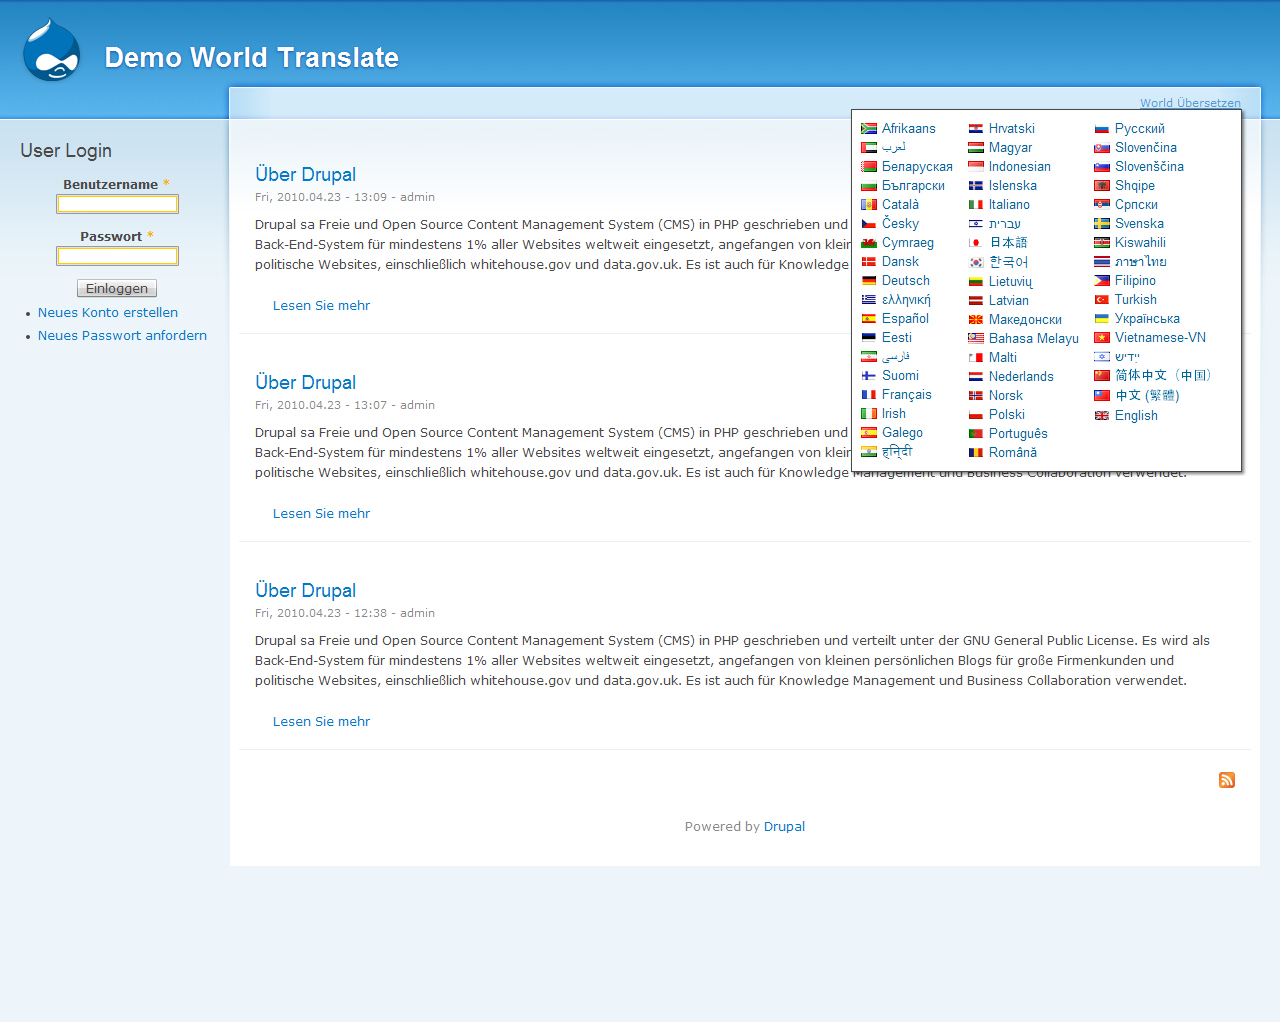 Demo World Translate
World Übersetzen
User Login
Benutzername *
Passwort *
Einloggen
Neues Konto erstellen
Neues Passwort anfordern
Über Drupal
Fri, 2010.04.23 - 13:09 - admin
Drupal sa Freie und Open Source Content Management System (CMS) in PHP geschrieben und
Back-End-System für mindestens 1% aller Websites weltweit eingesetzt, angefangen von klein
politische Websites, einschließlich whitehouse.gov und data.gov.uk. Es ist auch für Knowledge
Lesen Sie mehr
Über Drupal
Fri, 2010.04.23 - 13:07 - admin
Drupal sa Freie und Open Source Content Management System (CMS) in PHP geschrieben und
Back-End-System für mindestens 1% aller Websites weltweit eingesetzt, angefangen von klein
politische Websites, einschließlich whitehouse.gov und data.gov.uk. Es ist auch für Knowledge Management und Business Collaboration verwendet.
Lesen Sie mehr
Über Drupal
Fri, 2010.04.23 - 12:38 - admin
Drupal sa Freie und Open Source Content Management System (CMS) in PHP geschrieben und verteilt unter der GNU General Public License. Es wird als
Back-End-System für mindestens 1% aller Websites weltweit eingesetzt, angefangen von kleinen persönlichen Blogs für große Firmenkunden und
politische Websites, einschließlich whitehouse.gov und data.gov.uk. Es ist auch für Knowledge Management und Business Collaboration verwendet.
Lesen Sie mehr
Powered by Drupal
Afrikaans
لعرب
Беларуская
Български
Català
Česky
Cymraeg
Dansk
Deutsch
ελληνική
Español
Eesti
فارسی
Suomi
Français
Irish
Galego
हिन्दी
Hrvatski
Magyar
Indonesian
Islenska
Italiano
עברית
日本語
한국어
Lietuvių
Latvian
Македонски
Bahasa Melayu
Malti
Nederlands
Norsk
Polski
Português
Română
Русский
Slovenčina
Slovenščina
Shqipe
Српски
Svenska
Kiswahili
ภาษาไทย
Filipino
Turkish
Українська
Vietnamese-VN
ייִדיש
简体中文（中国）
中文 (繁體)
English